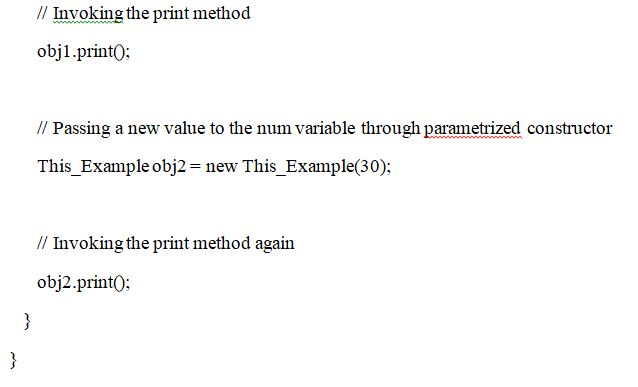 // Invoking the print method
obj1.print();
// Passing a new value to the num variable through parametrized constructor
This_Example obj2 = new This_Example(30);
// Invoking the print method again
obj2.print();
}
}